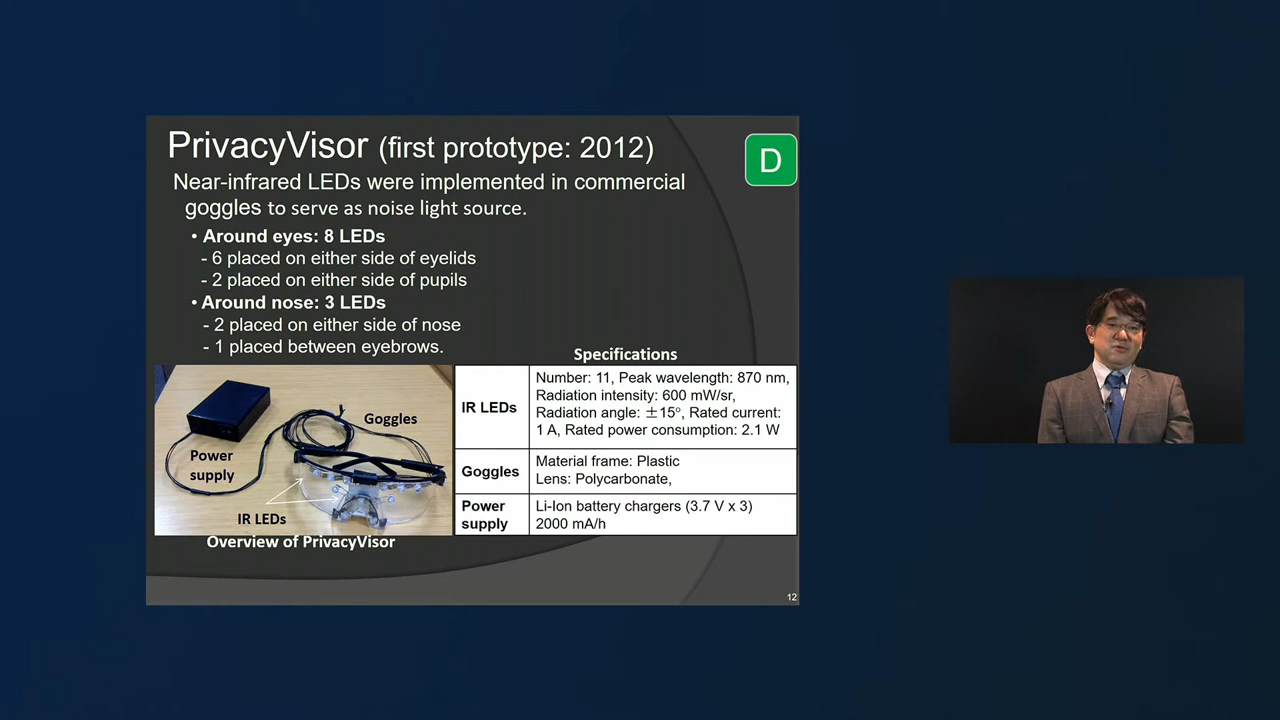 PrivacyVisor (first prototype: 2012)
D
Near-infrared LEDs were implemented in commercial
goggles to serve as noise light source.
• Around eyes: 8 LEDs
- 6 placed on either side of eyelids
- 2 placed on either side of pupils
• Around nose: 3 LEDs
- 2 placed on either side of nose
- 1 placed between eyebrows.
Goggles
Power
supply
IR LEDs
Overview of PrivacyVisor
Specifications
IR LEDs
Number: 11, Peak wavelength: 870 nm,
Radiation intensity: 600 mW/sr,
Radiation angle: ±15°, Rated current:
1 A, Rated power consumption: 2.1 W
Goggles
Material frame: Plastic
Lens: Polycarbonate,
Power
supply
Li-Ion battery chargers (3.7 V x 3)
2000 mA/h
12